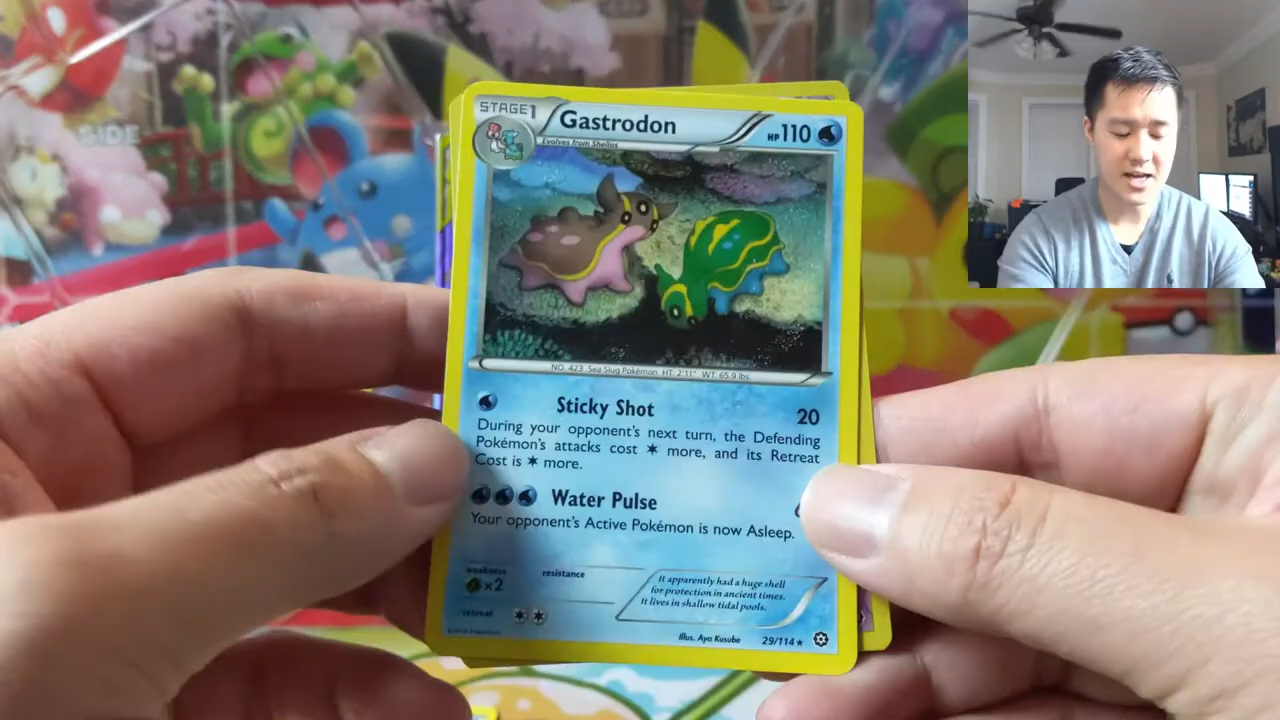 SIDE
STAGE1
Gastrodon
HP 110
Evolves from Shellos
NO. 423 Sea Slug Pokémon. HT: 2'11" WT: 65.9 lbs.
Sticky Shot 20
During your opponent's next turn, the Defending
Pokémon's attacks cost more, and its Retreat
Cost is more.
Water Pulse
Your opponent's Active Pokémon is now Asleep.
weakness
×2
resistance
retreat
It apparently had a huge shell
for protection in ancient times.
It lives in shallow tidal pools.
Illus. Aya Kusube
29/114 ★